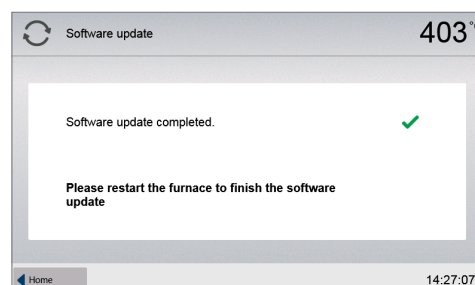 Software update
403°
Software update completed.
Please restart the furnace to finish the software
update
Home
14:27:07